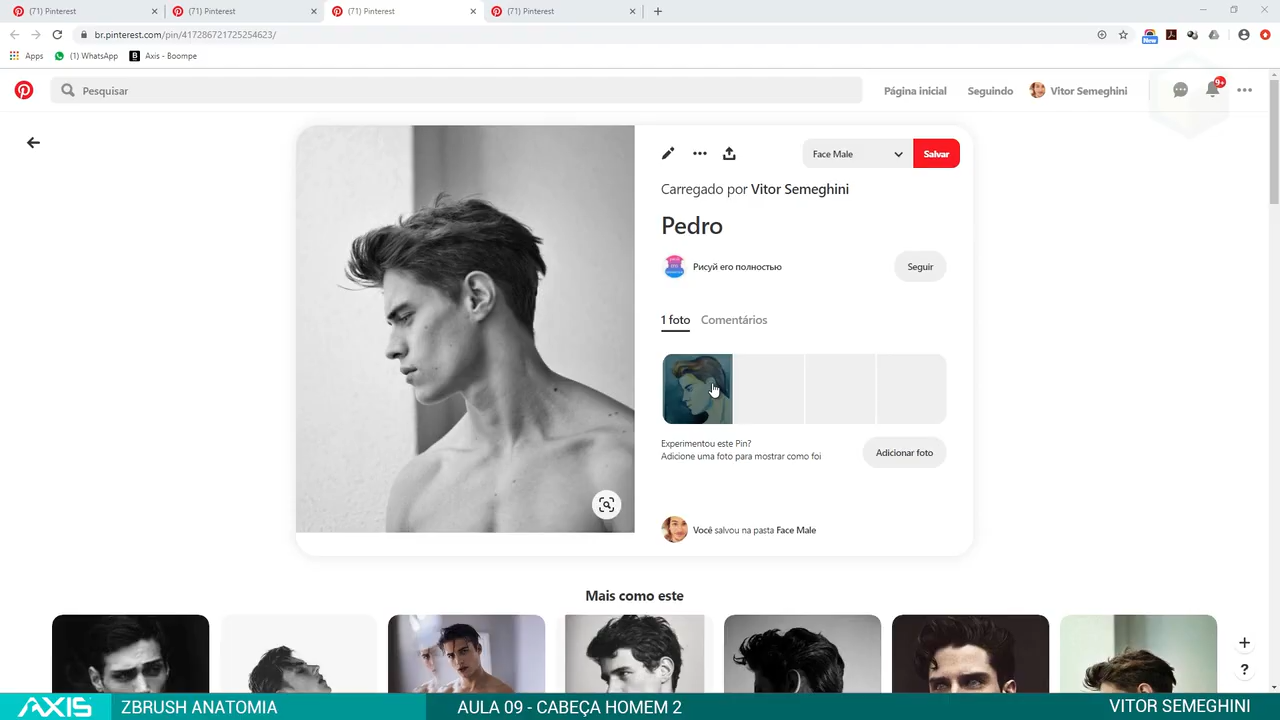 (71) Pinterest
(71) Pinterest
(71) Pinterest
(71) Pinterest
br.pinterest.com/pin/417286721725254623/
New
Apps
(1) WhatsApp
Axis - Boompe
Pesquisar
Página inicial
Seguindo
Vitor Semeghini
9+
Face Male
Salvar
Carregado por Vitor Semeghini
Pedro
Рисуй его полностью
Seguir
1 foto
Comentários
Experimentou este Pin?
Adicione uma foto para mostrar como foi
Adicionar foto
Você salvou na pasta Face Male
Mais como este
AXIS
ZBRUSH ANATOMIA
AULA 09 - CABEÇA HOMEM 2
VITOR SEMEGHINI